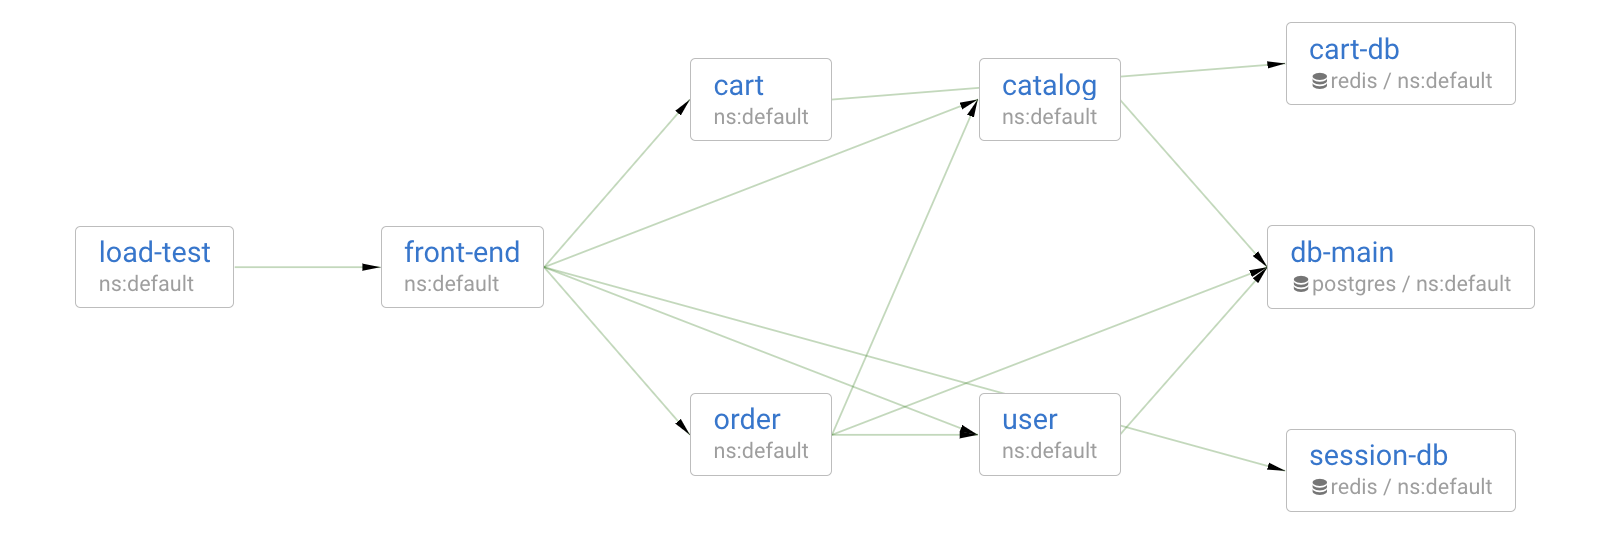 cart-db
redis / ns:default
cart
ns:default
catalog
ns:default
load-test
ns:default
front-end
ns:default
db-main
postgres / ns:default
order
ns:default
user
ns:default
session-db
redis / ns:default